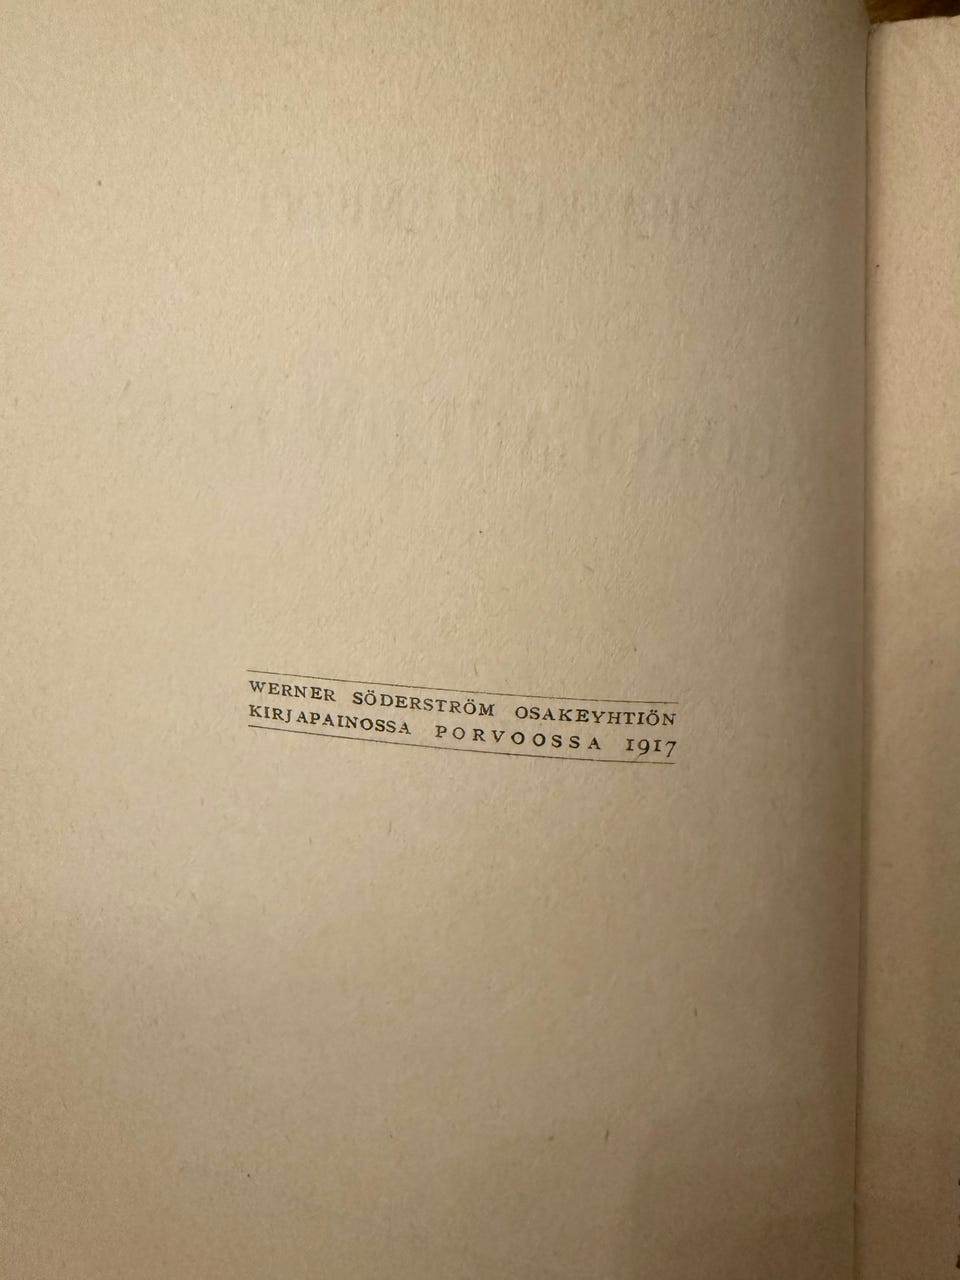 WERNER SÖDERSTRÖM OSAKEYHTIÖN
KIRJAPAINOSSA PORVOOSSA 1917